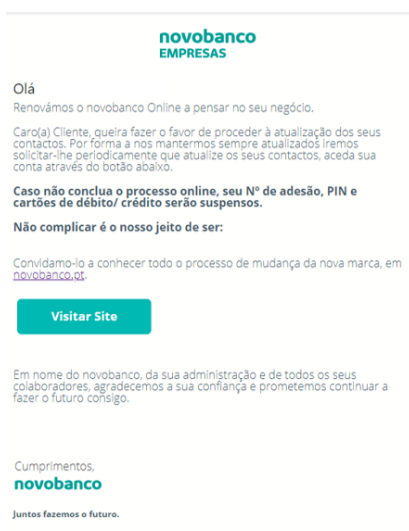 novobanco
EMPRESAS
Olá
Renovámos o novobanco Online a pensar no seu negócio.
Caro(a) Cliente, queira fazer o favor de proceder à atualização dos seus
contactos. Por forma a nos mantermos sempre atualizados iremos
solicitar-lhe periodicamente que atualize os seus contactos, aceda sua
conta através do botão abaixo.
Caso não conclua o processo online, seu Nº de adesão, PIN e
cartões de débito/ crédito serão suspensos.
Não complicar é o nosso jeito de ser:
Convidamo-lo a conhecer todo o processo de mudança da nova marca, em
novobanco.pt.
Visitar Site
Em nome do novobanco, da sua administração e de todos os seus
colaboradores, agradecemos a sua confiança e prometemos continuar a
fazer o futuro consigo.
Cumprimentos,
novobanco
Juntos fazemos o futuro.